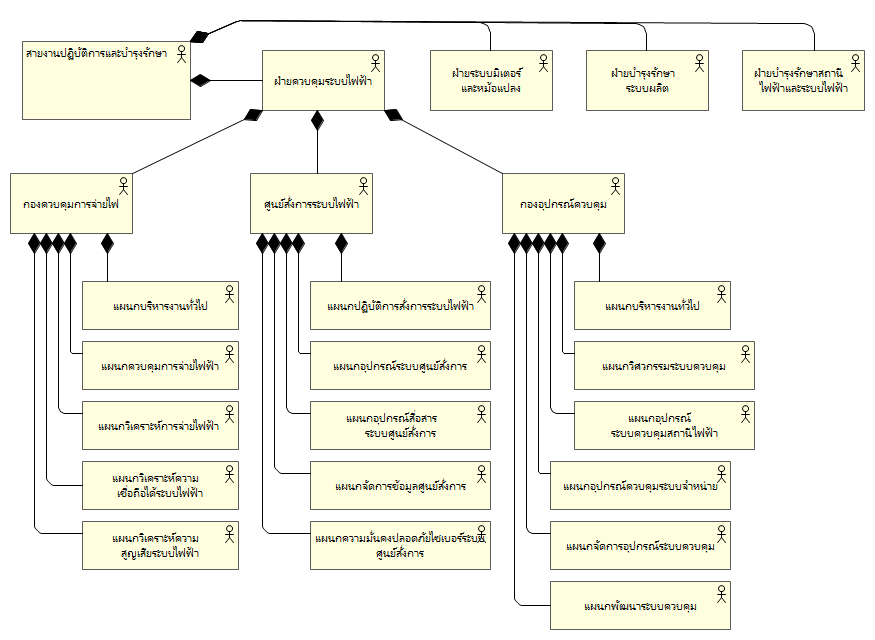 สายงานปฏิบัติการและบำรุงรักษา
ฝ่ายควบคุมระบบไฟฟ้า
ฝ่ายระบบมิเตอร์
และหม้อแปลง
ฝ่ายบำรุงรักษา
ระบบผลิต
ฝ่ายบำรุงรักษาสถานี
ไฟฟ้าและระบบไฟฟ้า
กองควบคุมการจ่ายไฟ
ศูนย์สั่งการระบบไฟฟ้า
กองอุปกรณ์ควบคุม
แผนกบริหารงานทั่วไป
แผนกควบคุมการจ่ายไฟฟ้า
แผนกวิเคราะห์การจ่ายไฟฟ้า
แผนกวิเคราะห์ความ
เชื่อถือได้ระบบไฟฟ้า
แผนกวิเคราะห์ความ
สูญเสียระบบไฟฟ้า
แผนกปฏิบัติการสั่งการระบบไฟฟ้า
แผนกอุปกรณ์ระบบศูนย์สั่งการ
แผนกอุปกรณ์สื่อสาร
ระบบศูนย์สั่งการ
แผนกจัดการข้อมูลศูนย์สั่งการ
แผนกความมั่นคงปลอดภัยไซเบอร์ระบบ
ศูนย์สั่งการ
แผนกบริหารงานทั่วไป
แผนกวิศวกรรมระบบควบคุม
แผนกอุปกรณ์
ระบบควบคุมสถานีไฟฟ้า
แผนกอุปกรณ์ควบคุมระบบจำหน่าย
แผนกจัดการอุปกรณ์ระบบควบคุม
แผนกพัฒนาระบบควบคุม